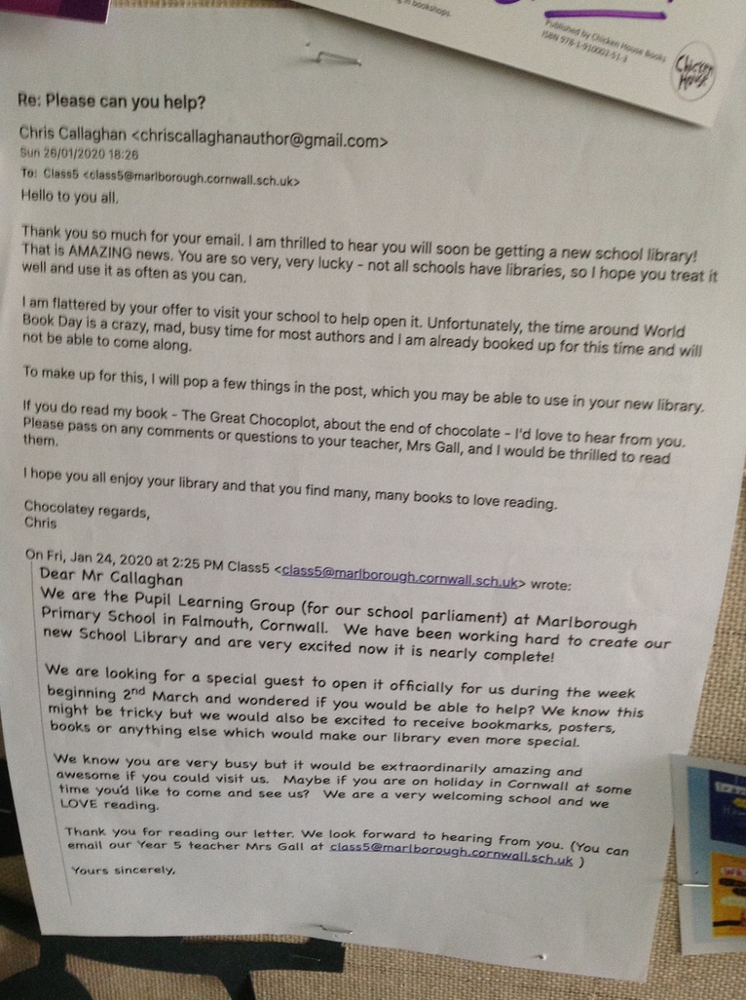 in bookshops.
Published by Chicken House Books
ISBN 978-1-910002-51-3
Chicken
House
Re: Please can you help?
Chris Callaghan <chriscallaghanauthor@gmail.com>
Sun 26/01/2020 18:26
To: Class5 <class5@marlborough.cornwall.sch.uk>
Hello to you all.
Thank you so much for your email. I am thrilled to hear you will soon be getting a new school library!
That is AMAZING news. You are so very, very lucky - not all schools have libraries, so I hope you treat it
well and use it as often as you can.
I am flattered by your offer to visit your school to help open it. Unfortunately, the time around World
Book Day is a crazy, mad, busy time for most authors and I am already booked up for this time and will
not be able to come along.
To make up for this, I will pop a few things in the post, which you may be able to use in your new library.
If you do read my book - The Great Chocoplot, about the end of chocolate - I'd love to hear from you.
Please pass on any comments or questions to your teacher, Mrs Gall, and I would be thrilled to read
them.
I hope you all enjoy your library and that you find many, many books to love reading.
Chocolatey regards,
Chris
On Fri, Jan 24, 2020 at 2:25 PM Class5 <class5@marlborough.cornwall.sch.uk> wrote:
Dear Mr Callaghan
We are the Pupil Learning Group (for our school parliament) at Marlborough
Primary School in Falmouth, Cornwall. We have been working hard to create our
new School Library and are very excited now it is nearly complete!
We are looking for a special guest to open it officially for us during the week
beginning 2nd March and wondered if you would be able to help? We know this
might be tricky but we would also be excited to receive bookmarks, posters,
books or anything else which would make our library even more special.
We know you are very busy but it would be extraordinarily amazing and
awesome if you could visit us. Maybe if you are on holiday in Cornwall at some
time you'd like to come and see us? We are a very welcoming school and we
LOVE reading.
Thank you for reading our letter. We look forward to hearing from you. (You can
email our Year 5 teacher Mrs Gall at class5@marlborough.cornwall.sch.uk )
Yours sincerely,